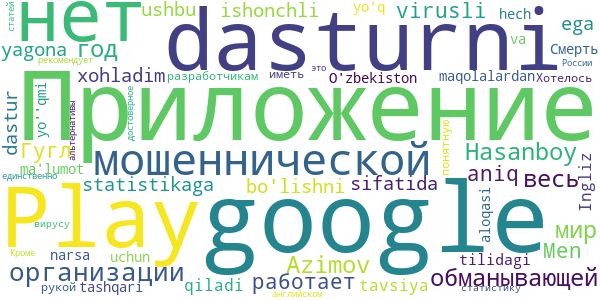 нет
dasturni
ushbu
ishonchli
yo'q
virusli
hech
ega
va
статей
yagona
год
рекомендует
xohladim
разработчикам
иметь
это
O'zbekiston
maqolalardan
Смерть
России
Хотелось
Приложение
dastur
yo''qmi
Гугл
ma'lumot
альтернативы
достоверное
мошеннической
понятную
Hasanboy
aniq
весь
Ingliz
единственно
statistikaga
bo'lishni
sifatida
Play
google
aloqasi
мир
Men
вирусу
Кроме
narsa
uchun
организации
Azimov
tilidagi
обманывающей
рукой
tashqari
qiladi
работает
tavsiya
английском
статистику